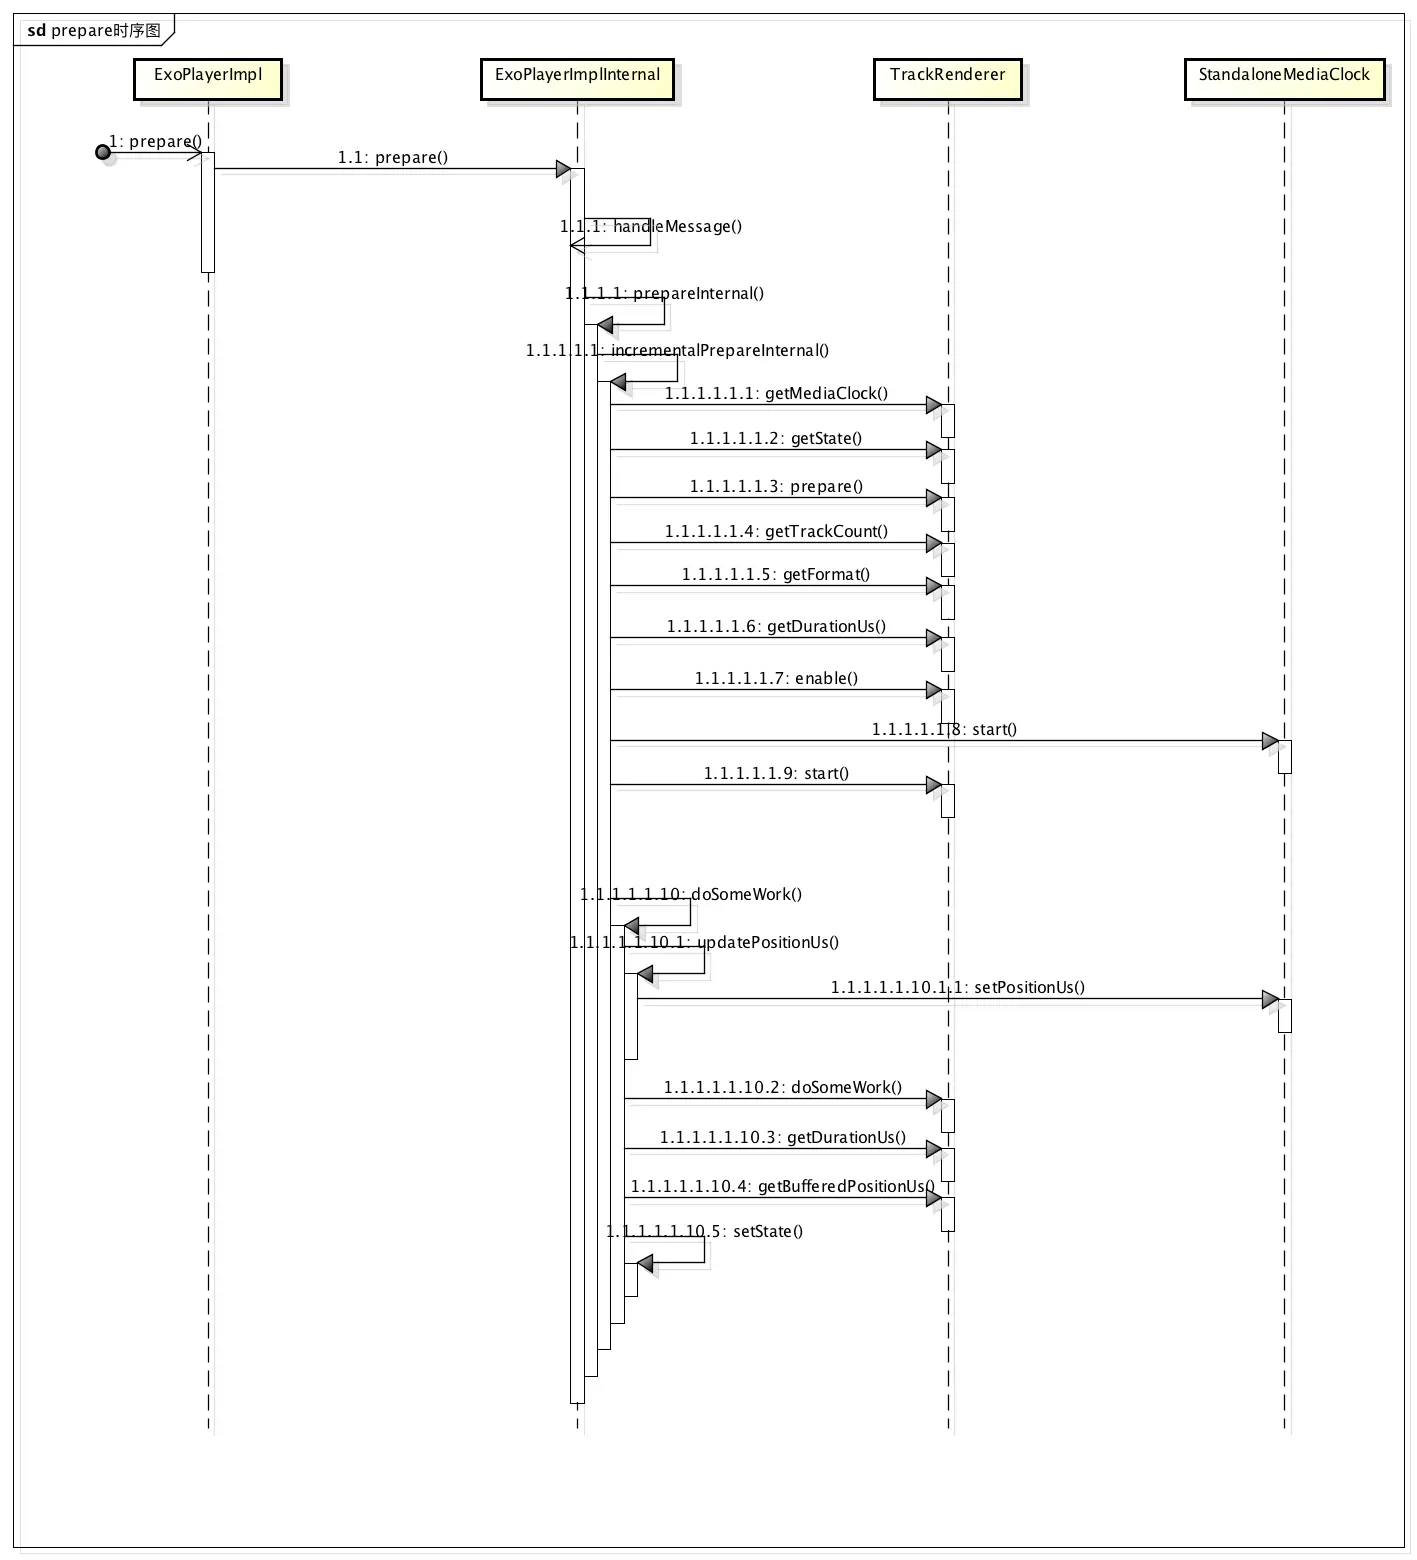 sd prepare时序图
ExoPlayerImpl
ExoPlayerImplInternal
TrackRenderer
StandaloneMediaClock
1: prepare()
1.1: prepare()
1.1.1: handleMessage()
1.1.1.1: prepareInternal()
1.1.1.1.1: incrementalPrepareInternal()
1.1.1.1.1.1: getMediaClock()
1.1.1.1.1.2: getState()
1.1.1.1.1.3: prepare()
1.1.1.1.1.4: getTrackCount()
1.1.1.1.1.5: getFormat()
1.1.1.1.1.6: getDurationUs()
1.1.1.1.1.7: enable()
1.1.1.1.1.8: start()
1.1.1.1.1.9: start()
1.1.1.1.1.10: doSomeWork()
1.1.1.1.1.10.1: updatePositionUs()
1.1.1.1.1.10.1.1: setPositionUs()
1.1.1.1.1.10.2: doSomeWork()
1.1.1.1.1.10.3: getDurationUs()
1.1.1.1.1.10.4: getBufferedPositionUs()
1.1.1.1.1.10.5: setState()